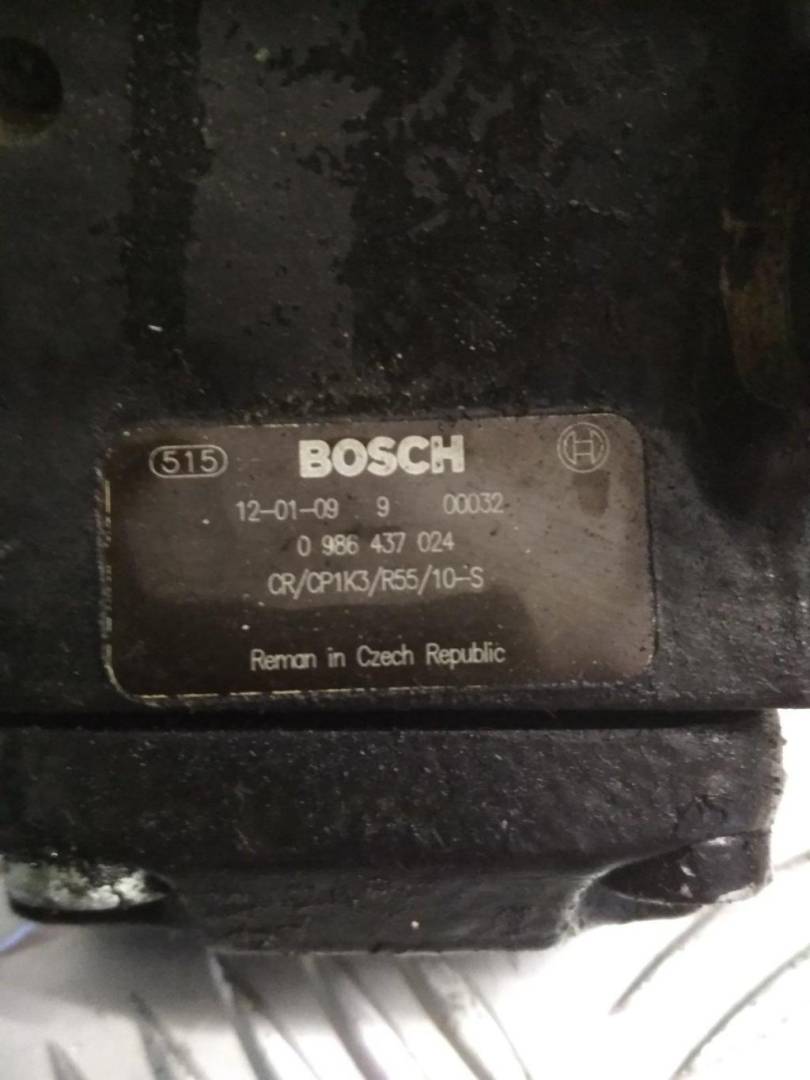 515 BOSCH
12-01-09 9 00032
0 986 437 024
CR/CP1K3/R55/10-S
Reman in Czech Republic